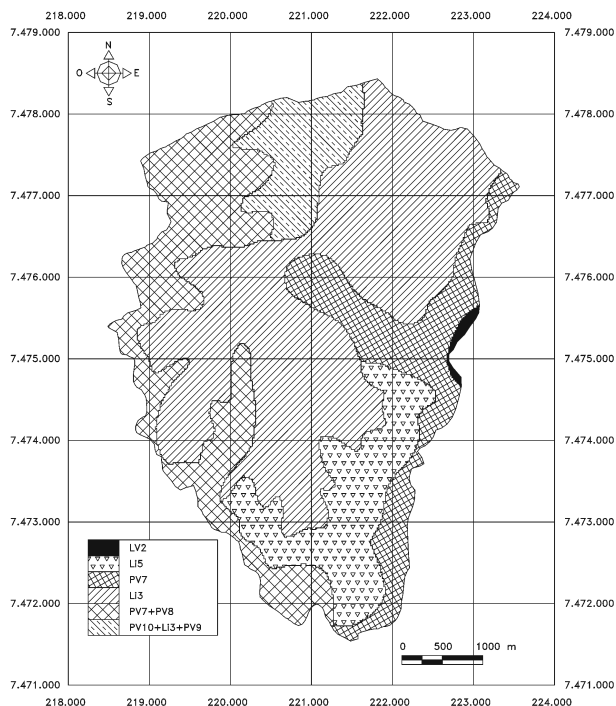 218.000 219.000 220.000 221.000 222.000 223.000 224.000
7.479.000 7.479.000
N
O E
S
7.478.000 7.478.000
7.477.000 7.477.000
7.476.000 7.476.000
7.475.000 7.475.000
7.474.000 7.474.000
7.473.000 7.473.000
LV2
LI5
PV7
LI3
PV7+PV8
PV10+LI3+PV9
7.472.000 7.472.000
0 500 1000 m
7.471.000 7.471.000
218.000 219.000 220.000 221.000 222.000 223.000 224.000